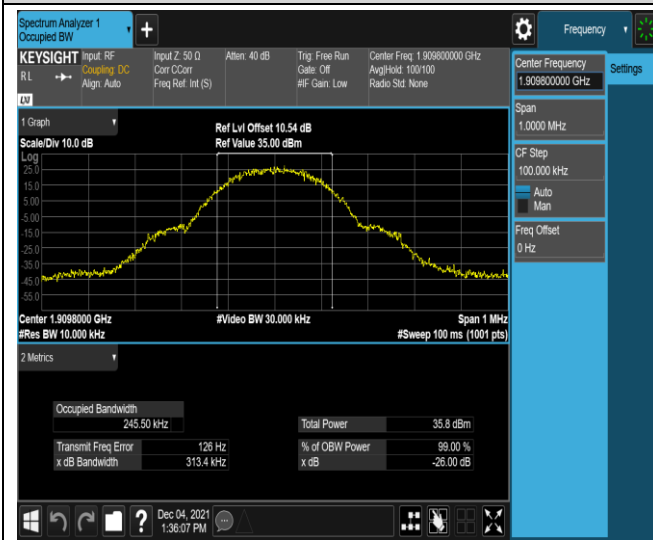 Spectrum Analyzer 1
Occupied BW
+
Frequency
KEYSIGHT
RL
LXI
Input: RF
Coupling: DC
Align: Auto
Input Z: 50 Ω
Corr CCorr
Freq Ref: Int (S)
Atten: 40 dB
Trig: Free Run
Gate: Off
#IF Gain: Low
Center Freq: 1.909800000 GHz
Avg|Hold: 100/100
Radio Std: None
Center Frequency
1.909800000 GHz
Settings
Span
1.0000 MHz
CF Step
100.000 kHz
Auto
Man
Freq Offset
0 Hz
1 Graph
Scale/Div 10.0 dB
Ref Lvl Offset 10.54 dB
Ref Value 35.00 dBm
Log
25.0
15.0
5.00
-5.00
-15.0
-25.0
-35.0
-45.0
-55.0
Center 1.9098000 GHz
#Res BW 10.000 kHz
#Video BW 30.000 kHz
Span 1 MHz
#Sweep 100 ms (1001 pts)
2 Metrics
Occupied Bandwidth
245.50 kHz
Total Power 35.8 dBm
Transmit Freq Error 126 Hz
% of OBW Power 99.00 %
x dB Bandwidth 313.4 kHz
x dB -26.00 dB
?
Dec 04, 2021
1:36:07 PM